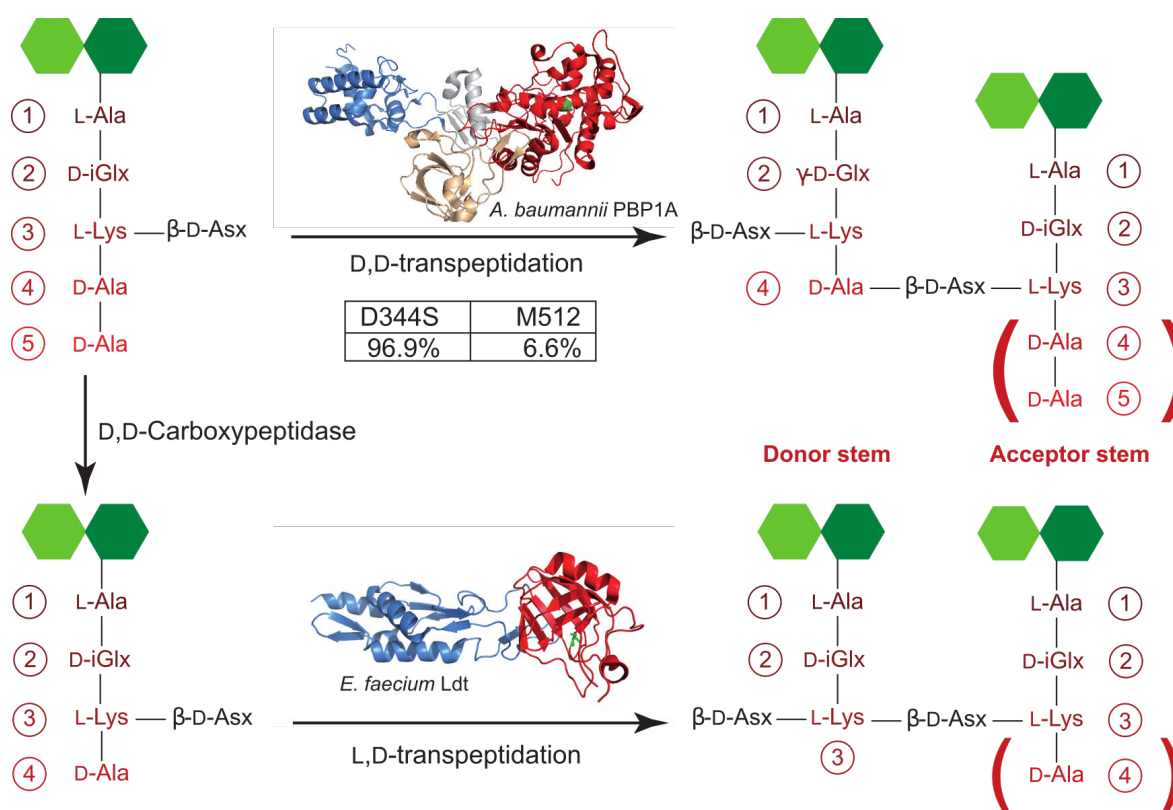 ① L-Ala
② D-iGlx
③ L-Lys — β-D-Asx
④ D-Ala
⑤ D-Ala
A. baumannii PBP1A
D,D-transpeptidation
D344S M512
96.9% 6.6%
① L-Ala
② γ-D-Glx
β-D-Asx — L-Lys
④ D-Ala — β-D-Asx — L-Lys ③
L-Ala ①
D-iGlx ②
( D-Ala ④
D-Ala ⑤ )
Donor stem
Acceptor stem
D,D-Carboxypeptidase
① L-Ala
② D-iGlx
③ L-Lys — β-D-Asx
④ D-Ala
E. faecium Ldt
L,D-transpeptidation
① L-Ala
② D-iGlx
β-D-Asx — L-Lys — β-D-Asx — L-Lys ③
③
L-Ala ①
D-iGlx ②
( D-Ala ④ )